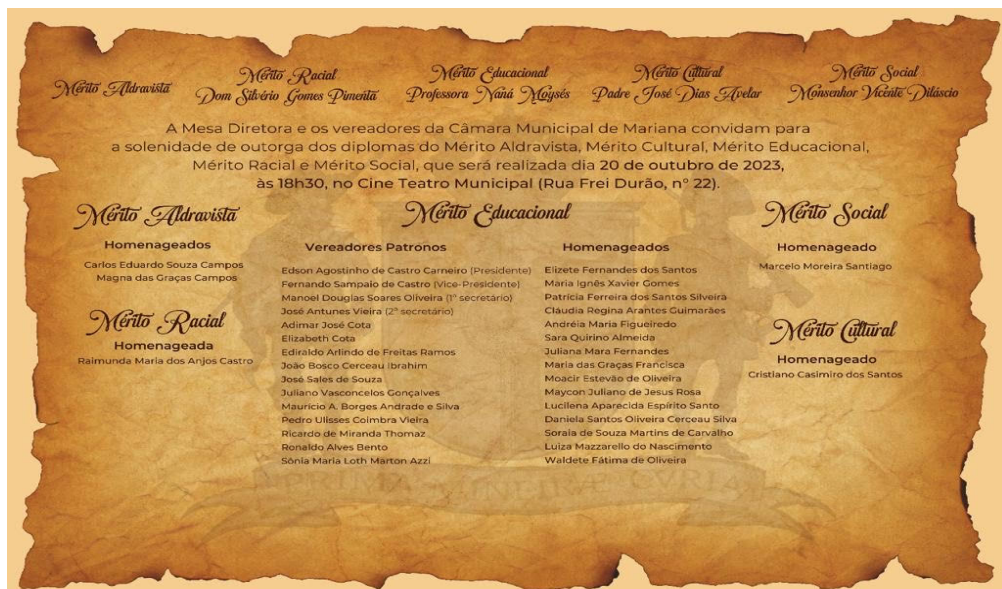 Mérito Aldravista
Mérito Racial
Dom Silvério Gomes Pimenta
Mérito Educacional
Professora Naná Moysés
Mérito Cultural
Padre José Dias Avelar
Mérito Social
Monsenhor Vicente Diláscio
A Mesa Diretora e os vereadores da Câmara Municipal de Mariana convidam para
a solenidade de outorga dos diplomas do Mérito Aldravista, Mérito Cultural, Mérito Educacional,
Mérito Racial e Mérito Social, que será realizada dia 20 de outubro de 2023,
às 18h30, no Cine Teatro Municipal (Rua Frei Durão, n° 22).
Mérito Aldravista
Homenageados
Carlos Eduardo Souza Campos
Magna das Graças Campos
Mérito Racial
Homenageada
Raimunda Maria dos Anjos Castro
Mérito Educacional
Vereadores Patronos
Edson Agostinho de Castro Carneiro (Presidente)
Fernando Sampaio de Castro (Vice-Presidente)
Manoel Douglas Soares Oliveira (1° secretário)
José Antunes Vieira (2° secretário)
Adimar José Cota
Elizabeth Cota
Ediraldo Arlindo de Freitas Ramos
João Bosco Cerceau Ibrahim
José Sales de Souza
Juliano Vasconcelos Gonçalves
Maurício A. Borges Andrade e Silva
Pedro Ulisses Coimbra Vieira
Ricardo de Miranda Thomaz
Ronaldo Alves Bento
Sônia Maria Loth Marton Azzi
Homenageados
Elizete Fernandes dos Santos
Maria Ignês Xavier Gomes
Patrícia Ferreira dos Santos Silveira
Cláudia Regina Arantes Guimarães
Andréia Maria Figueiredo
Sara Quirino Almeida
Juliana Mara Fernandes
Maria das Graças Francisca
Moacir Estevão de Oliveira
Maycon Juliano de Jesus Rosa
Lucilena Aparecida Espírito Santo
Daniela Santos Oliveira Cerceau Silva
Soraia de Souza Martins de Carvalho
Luiza Mazzarello do Nascimento
Waldete Fátima de Oliveira
Mérito Social
Homenageado
Marcelo Moreira Santiago
Mérito Cultural
Homenageado
Cristiano Casimiro dos Santos